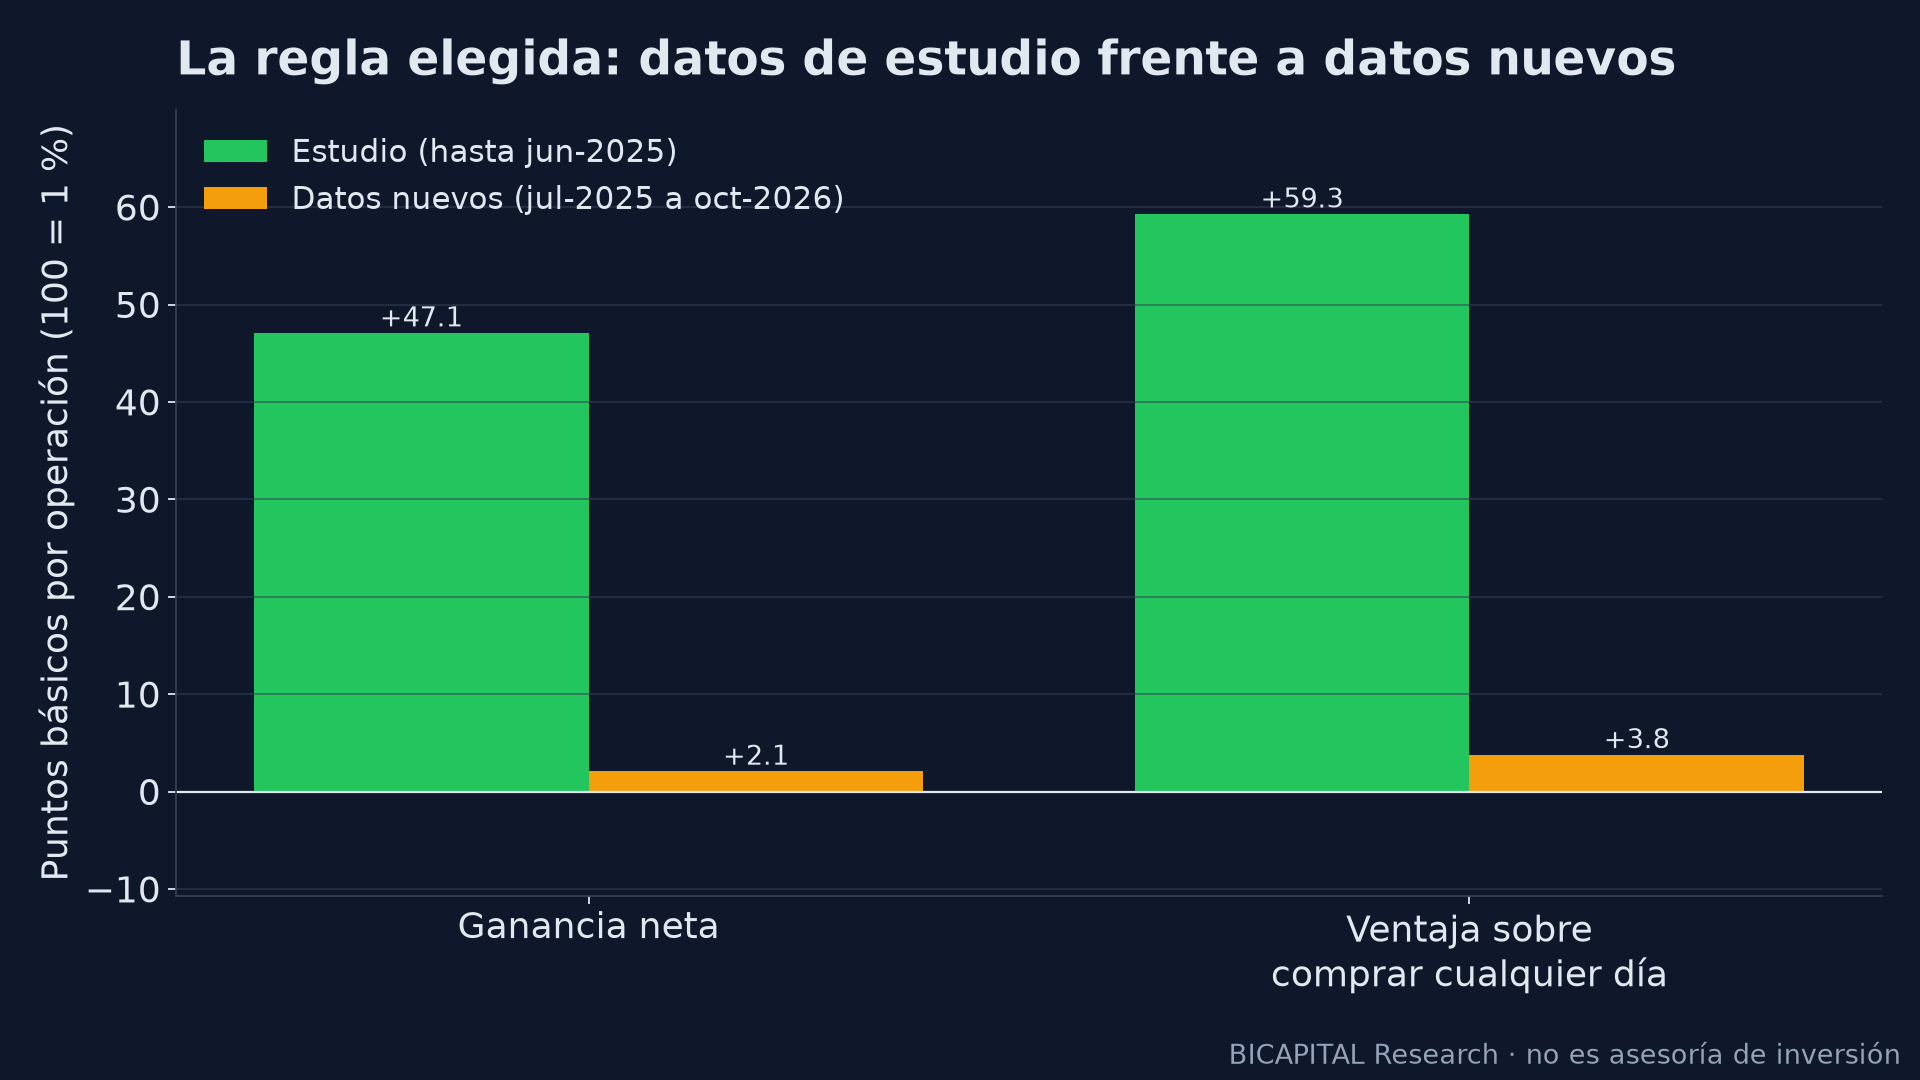 La regla elegida: datos de estudio frente a datos nuevos
Puntos básicos por operación (100 = 1 %)
Estudio (hasta jun-2025)
Datos nuevos (jul-2025 a oct-2026)
60
50
40
30
20
10
0
−10
+47.1
+2.1
+59.3
+3.8
Ganancia neta
Ventaja sobre
comprar cualquier día
BICAPITAL Research · no es asesoría de inversión